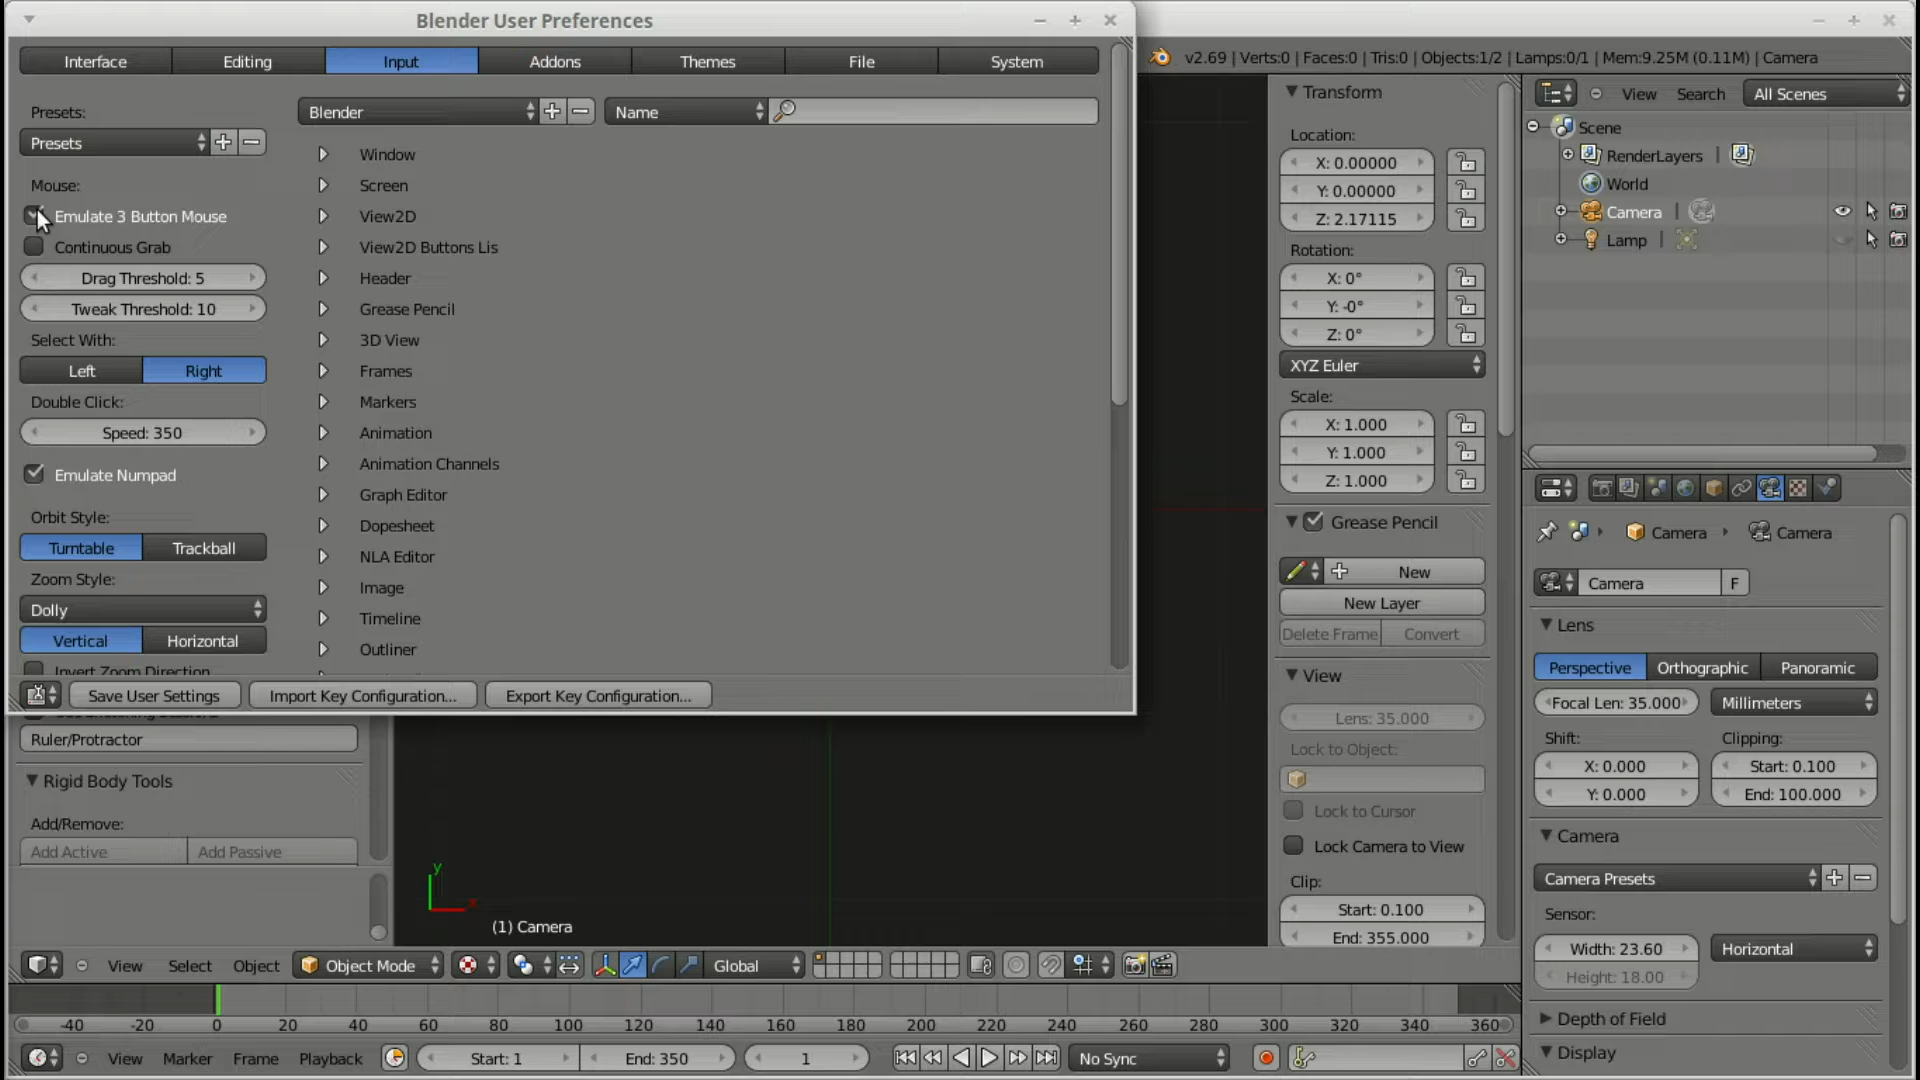 Blender User Preferences
Interface
Editing
Input
Addons
Themes
File
System
Presets:
Presets
Mouse:
Emulate 3 Button Mouse
Continuous Grab
Drag Threshold: 5
Tweak Threshold: 10
Select With:
Left
Right
Double Click:
Speed: 350
Emulate Numpad
Orbit Style:
Turntable
Trackball
Zoom Style:
Dolly
Vertical
Horizontal
Invert Zoom Direction
Blender
Name
Window
Screen
View2D
View2D Buttons Lis
Header
Grease Pencil
3D View
Frames
Markers
Animation
Animation Channels
Graph Editor
Dopesheet
NLA Editor
Image
Timeline
Outliner
Save User Settings
Import Key Configuration...
Export Key Configuration...
v2.69 | Verts:0 | Faces:0 | Tris:0 | Objects:1/2 | Lamps:0/1 | Mem:9.25M (0.11M) | Camera
Transform
Location:
X: 0.00000
Y: 0.00000
Z: 2.17115
Rotation:
X: 0°
Y: -0°
Z: 0°
XYZ Euler
Scale:
X: 1.000
Y: 1.000
Z: 1.000
Grease Pencil
New
New Layer
Delete Frame
Convert
View
Lens: 35.000
Lock to Object:
Lock to Cursor
Lock Camera to View
Clip:
Start: 0.100
End: 355.000
View
Search
All Scenes
Scene
RenderLayers
World
Camera
Lamp
Camera
Camera
Camera
F
Lens
Perspective
Orthographic
Panoramic
Focal Len: 35.000
Millimeters
Shift:
Clipping:
X: 0.000
Start: 0.100
Y: 0.000
End: 100.000
Camera
Camera Presets
Sensor:
Width: 23.60
Horizontal
Height: 18.00
Depth of Field
Display
Ruler/Protractor
Rigid Body Tools
Add/Remove:
Add Active
Add Passive
y
x
(1) Camera
View
Select
Object
Object Mode
Global
-40 -20 0 20 40 60 80 100 120 140 160 180 200 220 240 260 280 300 320 340 360
View
Marker
Frame
Playback
Start: 1
End: 350
1
No Sync